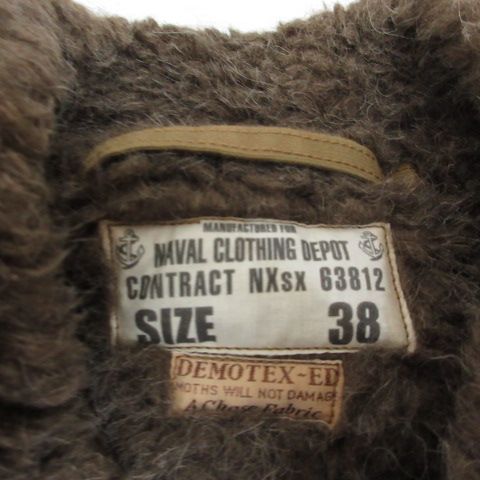 MANUFACTURED FOR
NAVAL CLOTHING DEPOT
CONTRACT NXsx 63812
SIZE 38
DEMOTEX-ED
MOTHS WILL NOT DAMAGE
A Chase Fabric